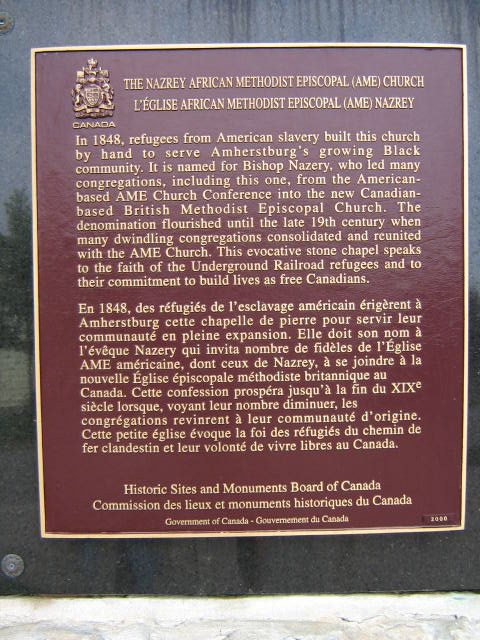 THE NAZREY AFRICAN METHODIST EPISCOPAL (AME) CHURCH
L'ÉGLISE AFRICAN METHODIST EPISCOPAL (AME) NAZREY
CANADA
In 1848, refugees from American slavery built this church
by hand to serve Amherstburg's growing Black
community. It is named for Bishop Nazery, who led many
congregations, including this one, from the American-
based AME Church Conference into the new Canadian-
based British Methodist Episcopal Church. The
denomination flourished until the late 19th century when
many dwindling congregations consolidated and reunited
with the AME Church. This evocative stone chapel speaks
to the faith of the Underground Railroad refugees and to
their commitment to build lives as free Canadians.
En 1848, des réfugiés de l'esclavage américain érigèrent à
Amherstburg cette chapelle de pierre pour servir leur
communauté en pleine expansion. Elle doit son nom à
l'évêque Nazery qui invita nombre de fidèles de l'Église
AME américaine, dont ceux de Nazrey, à se joindre à la
nouvelle Église épiscopale méthodiste britannique au
Canada. Cette confession prospéra jusqu'à la fin du XIXe
siècle lorsque, voyant leur nombre diminuer, les
congrégations revinrent à leur communauté d'origine.
Cette petite église évoque la foi des réfugiés du chemin de
fer clandestin et leur volonté de vivre libres au Canada.
Historic Sites and Monuments Board of Canada
Commission des lieux et monuments historiques du Canada
Government of Canada - Gouvernement du Canada
2000